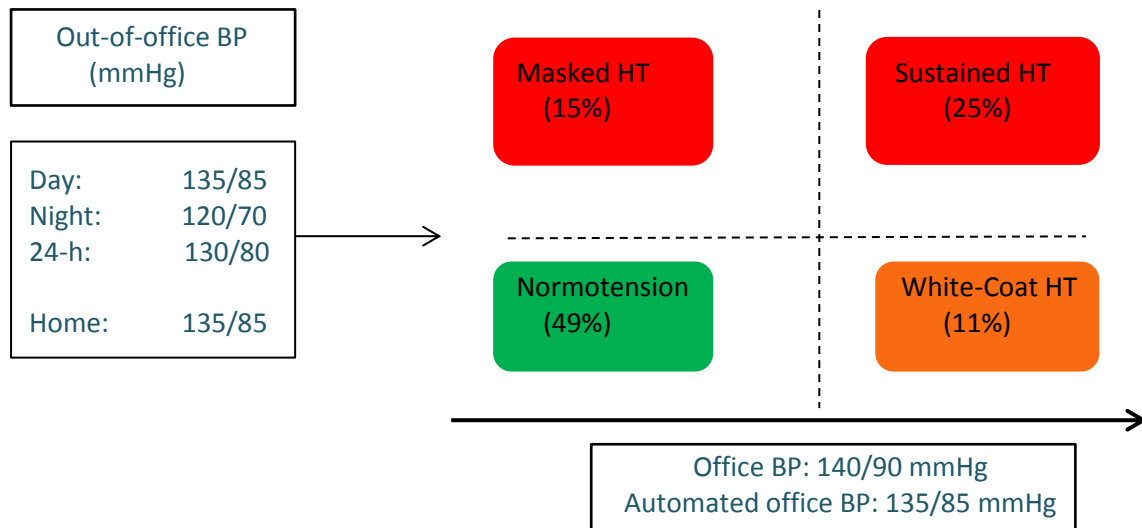 Out-of-office BP
(mmHg)
Day: 135/85
Night: 120/70
24-h: 130/80
Home: 135/85
Masked HT
(15%)
Sustained HT
(25%)
Normotension
(49%)
White-Coat HT
(11%)
Office BP: 140/90 mmHg
Automated office BP: 135/85 mmHg